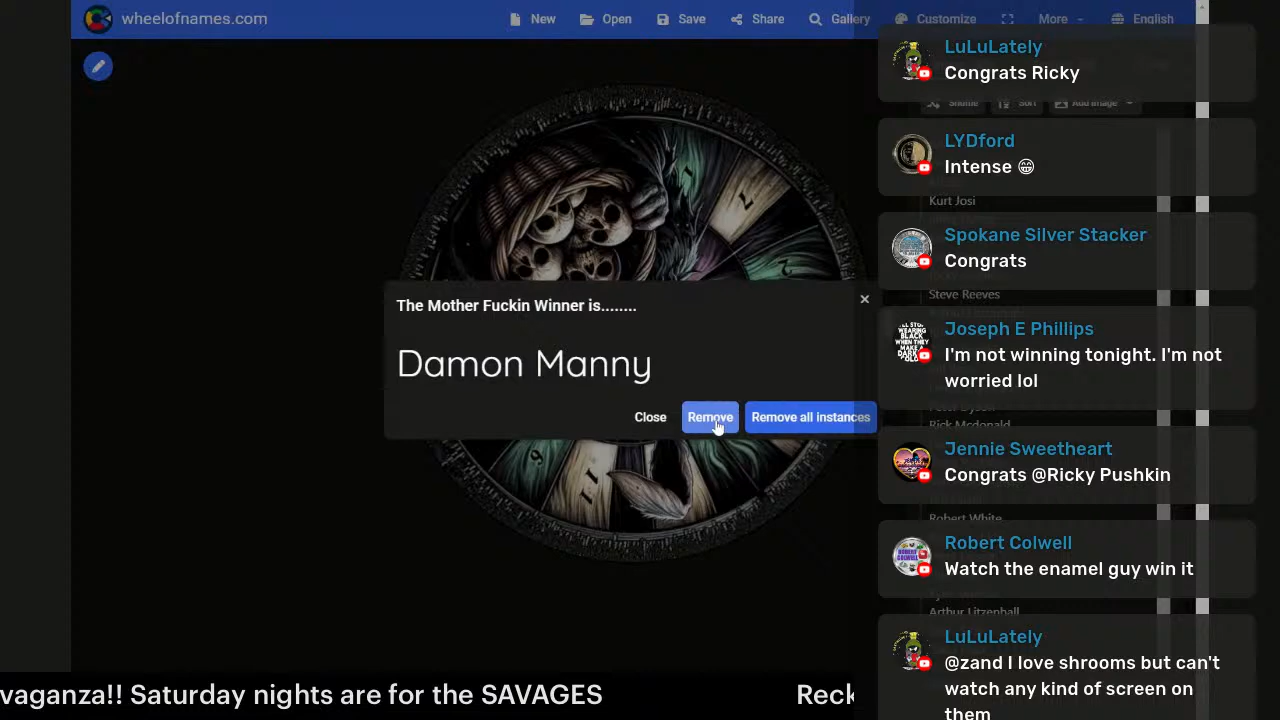 wheelofnames.com
New
Open
Save
Share
Gallery
Customize
More
English
Shuffle
Sort
Add image
LuLuLately
Congrats Ricky
LYDford
Intense 😁
Kurt Josi
Spokane Silver Stacker
Congrats
Steve Reeves
The Mother Fuckin Winner is........
Damon Manny
Close
Remove
Remove all instances
Joseph E Phillips
I'm not winning tonight. I'm not
worried lol
Rick Mcdonald
Jennie Sweetheart
Congrats @Ricky Pushkin
Robert White
Robert Colwell
Watch the enamel guy win it
Arthur Litzenball
LuLuLately
@zand I love shrooms but can't
watch any kind of screen on
them
vaganza!! Saturday nights are for the SAVAGES
Reck